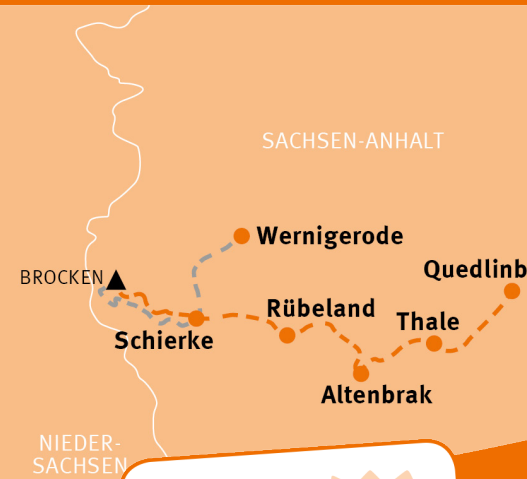 SACHSEN-ANHALT
Wernigerode
Quedlinb
BROCKEN
Rübeland
Thale
Schierke
Altenbrak
NIEDER-
SACHSEN